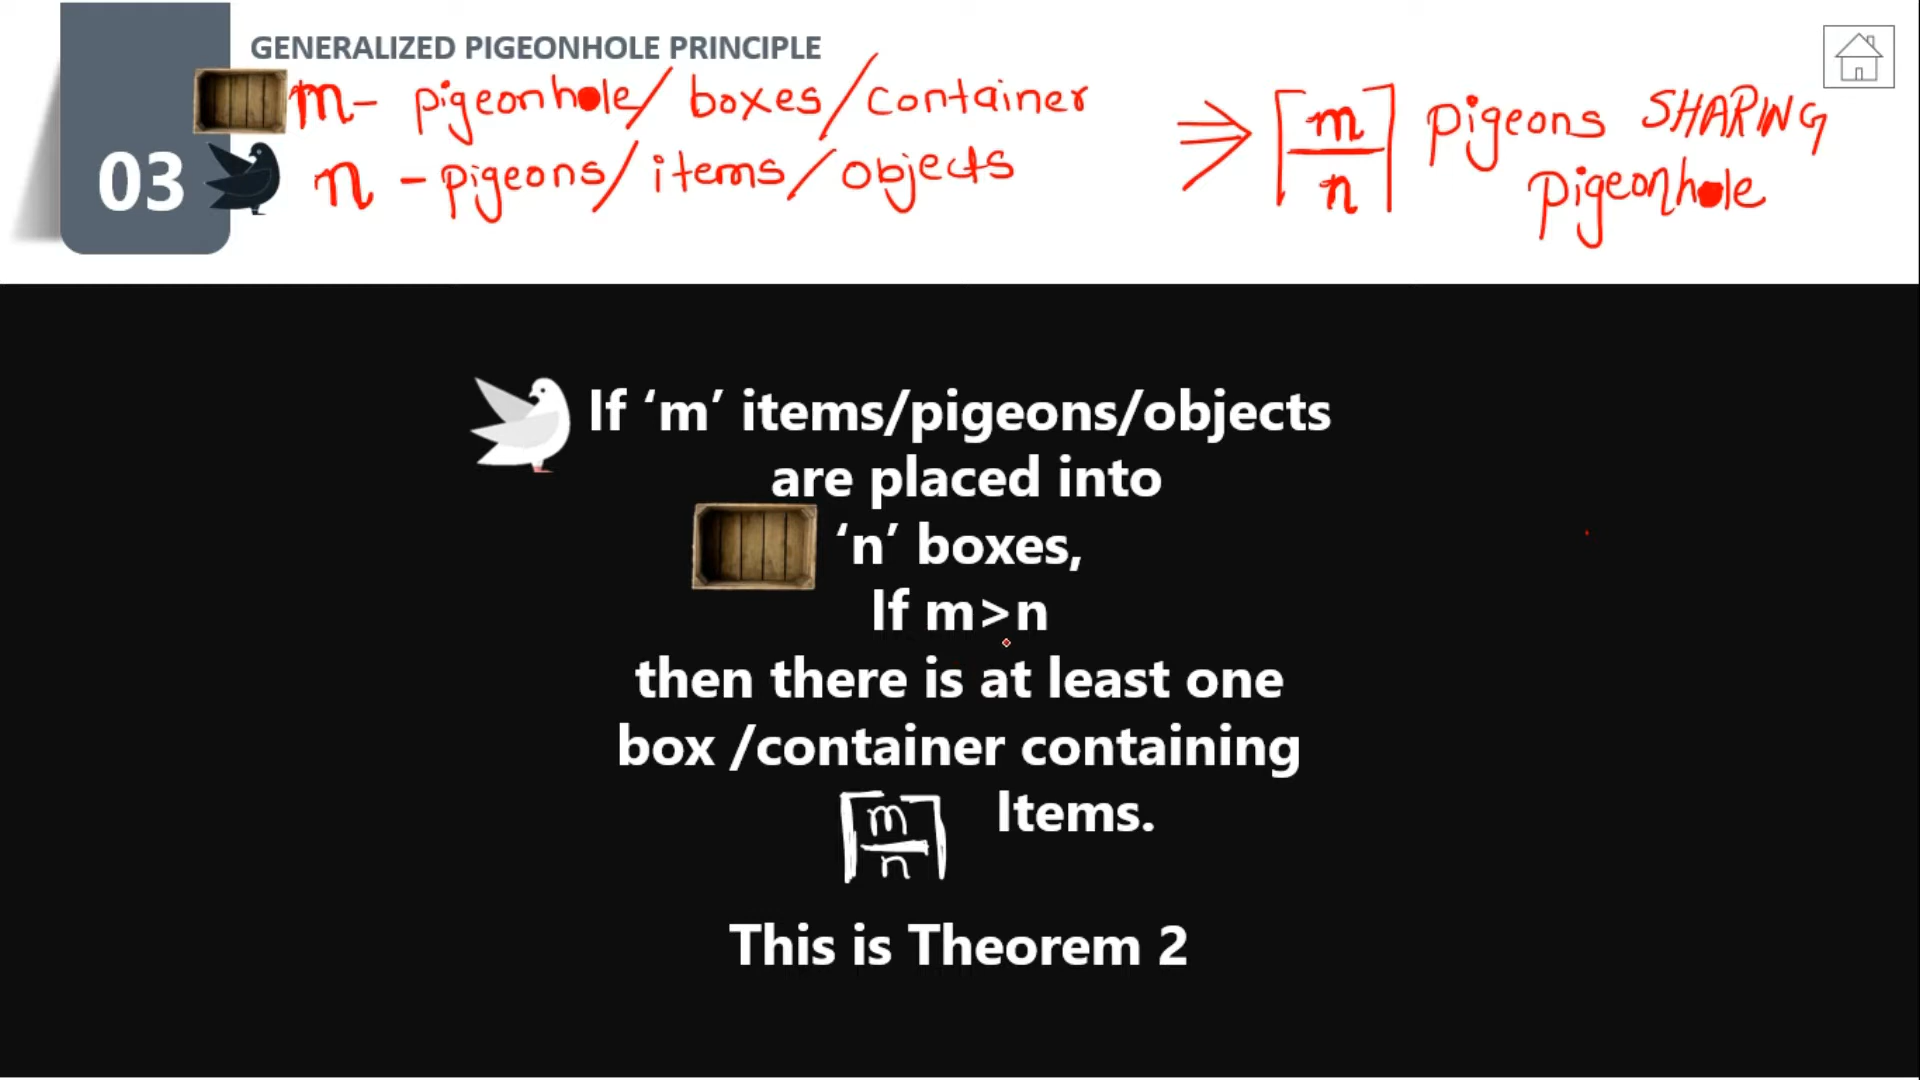 GENERALIZED PIGEONHOLE PRINCIPLE
m- pigeonhole/ boxes/container
n -pigeons/ items/objects
03
⇒ ⌈m/n⌉ pigeons SHARING
pigeonhole
If ‘m’ items/pigeons/objects
are placed into
‘n’ boxes,
If m>n
then there is at least one
box /container containing
⌈m/n⌉ Items.
This is Theorem 2